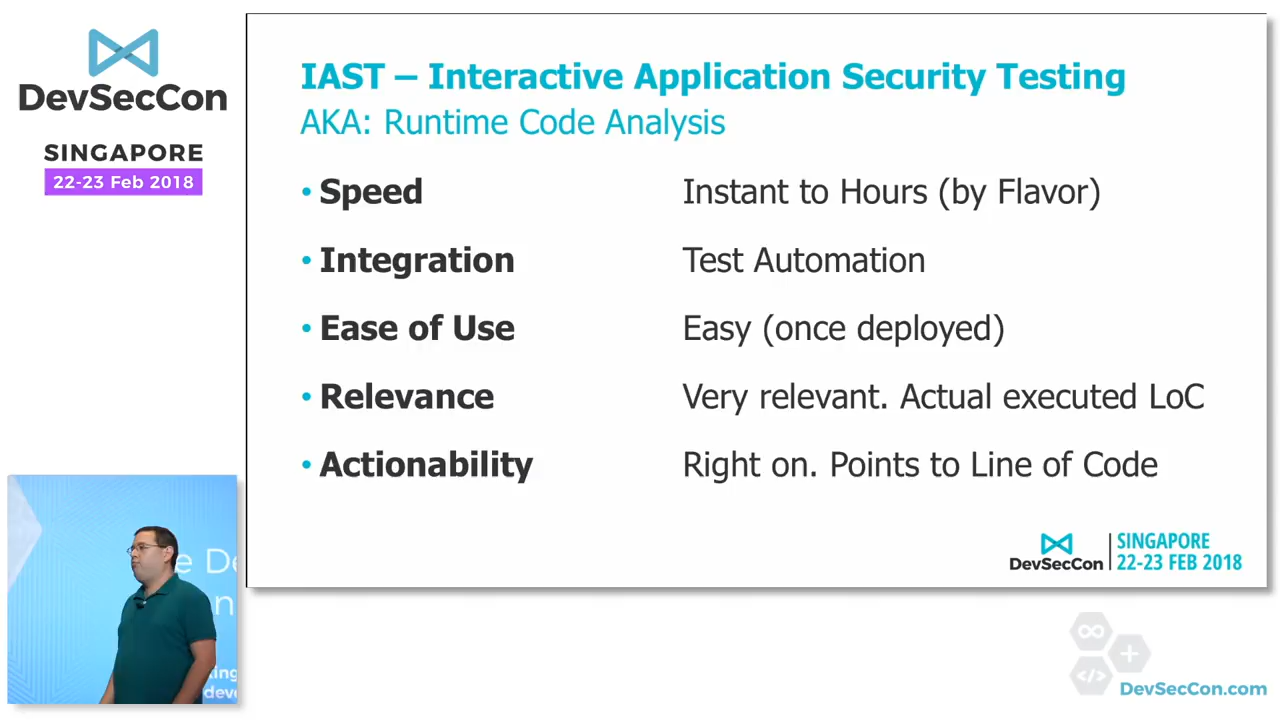 DevSecCon
SINGAPORE
22-23 Feb 2018
IAST – Interactive Application Security Testing
AKA: Runtime Code Analysis
• Speed Instant to Hours (by Flavor)
• Integration Test Automation
• Ease of Use Easy (once deployed)
• Relevance Very relevant. Actual executed LoC
• Actionability Right on. Points to Line of Code
DevSecCon
SINGAPORE
22-23 FEB 2018
DevSecCon.com